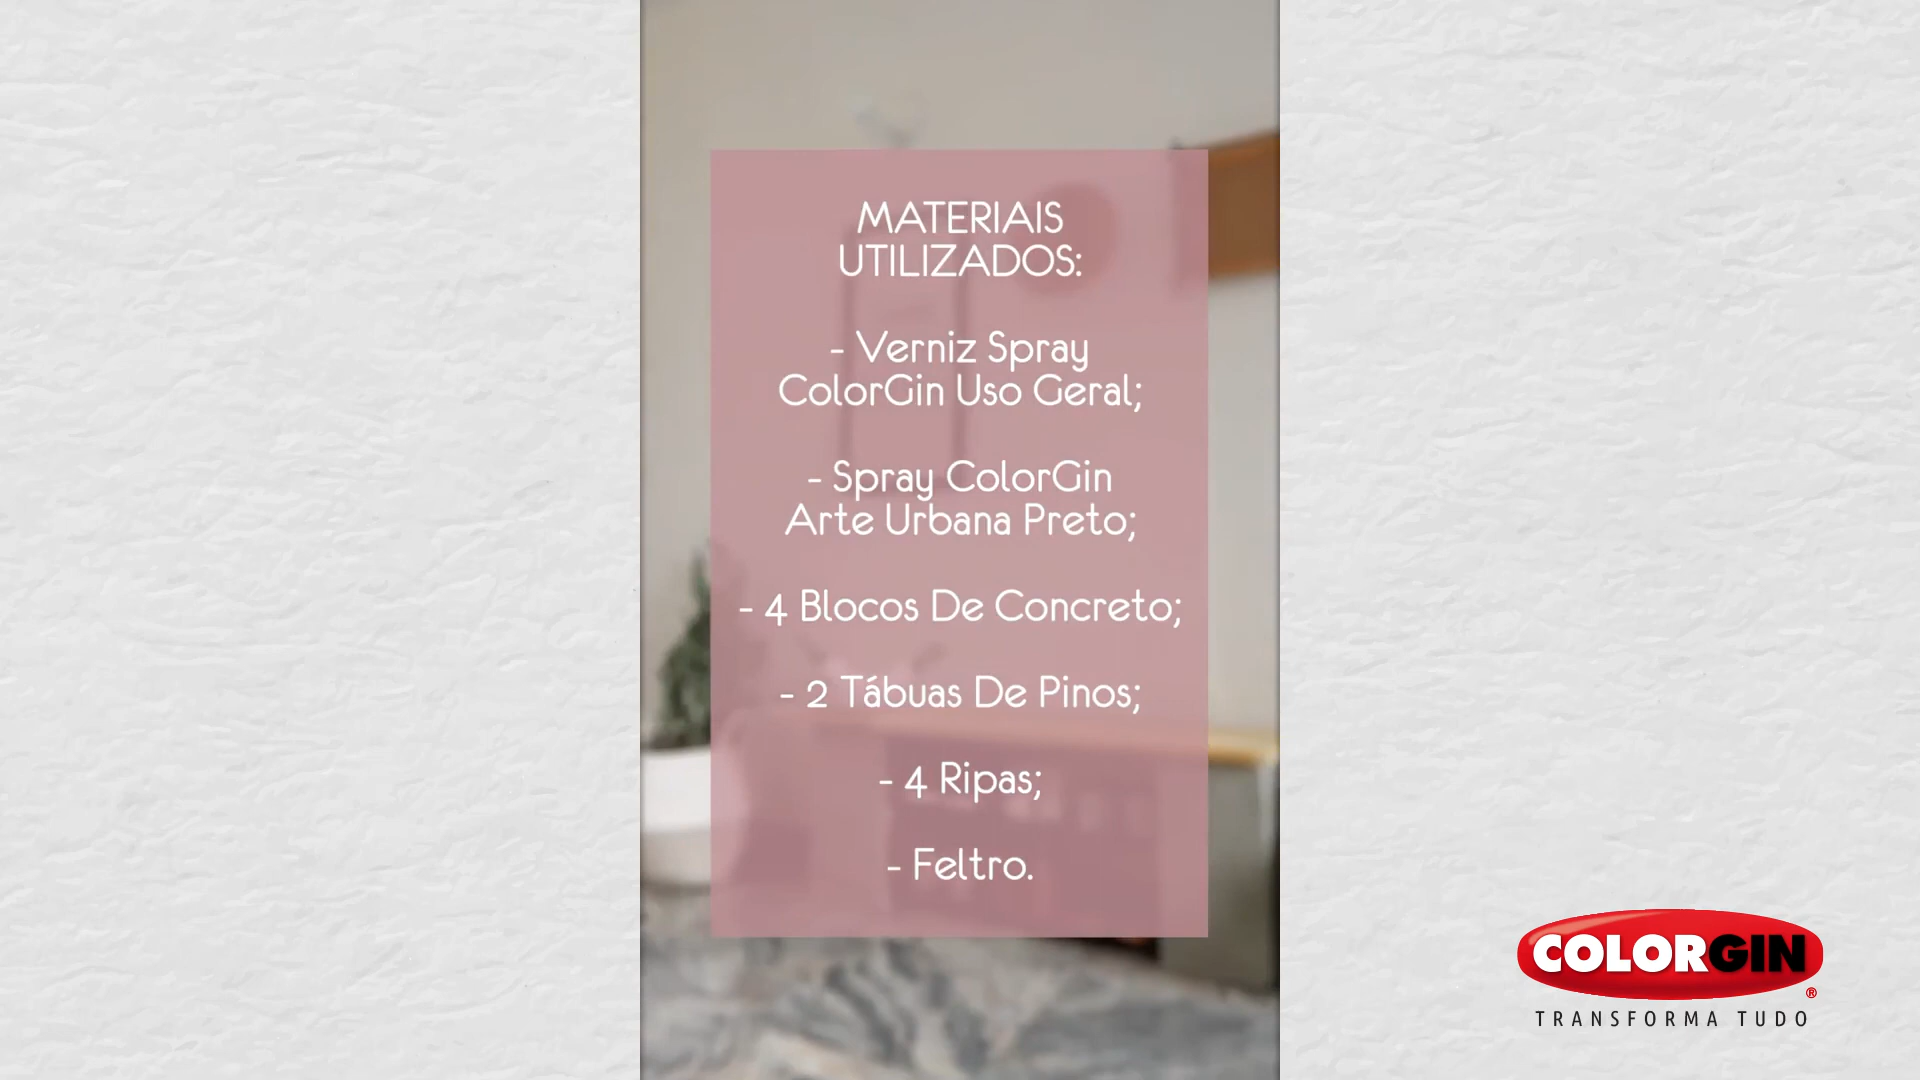 MATERIAIS
UTILIZADOS:
- Verniz Spray
ColorGin Uso Geral;
- Spray ColorGin
Arte Urbana Preto;
- 4 Blocos De Concreto;
- 2 Tábuas De Pinos;
- 4 Ripas;
- Feltro.
COLORGIN
®
TRANSFORMA TUDO